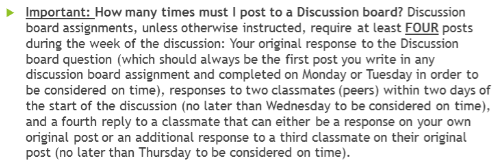 Important: How many times must I post to a Discussion board? Discussion
board assignments, unless otherwise instructed, require at least FOUR posts
during the week of the discussion: Your original response to the Discussion
board question (which should always be the first post you write in any
discussion board assignment and completed on Monday or Tuesday in order to
be considered on time), responses to two classmates (peers) within two days of
the start of the discussion (no later than Wednesday to be considered on time),
and a fourth reply to a classmate that can either be a response on your own
original post or an additional response to a third classmate on their original
post (no later than Thursday to be considered on time).